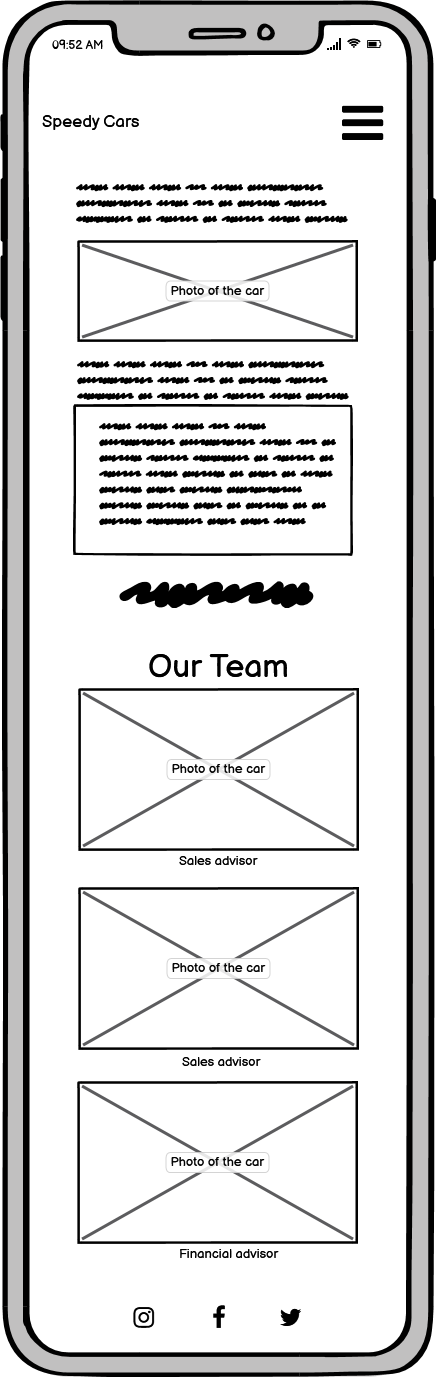 09:52 AM
Speedy Cars
Photo of the car
Our Team
Photo of the car
Sales advisor
Photo of the car
Sales advisor
Photo of the car
Financial advisor